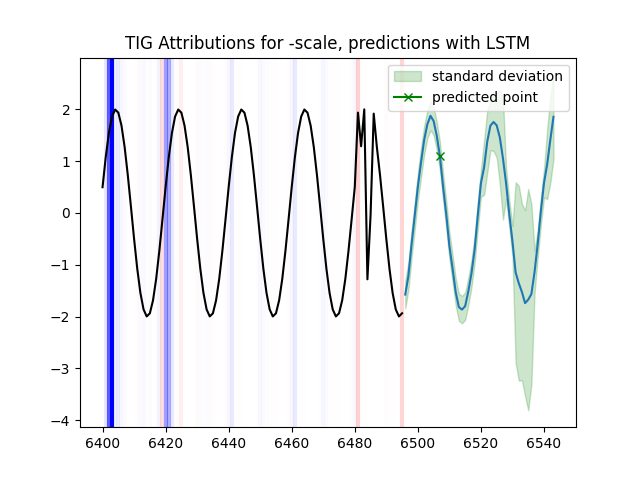 TIG Attributions for -scale, predictions with LSTM
standard deviation
predicted point
2
1
0
−1
−2
−3
−4
6400 6420 6440 6460 6480 6500 6520 6540